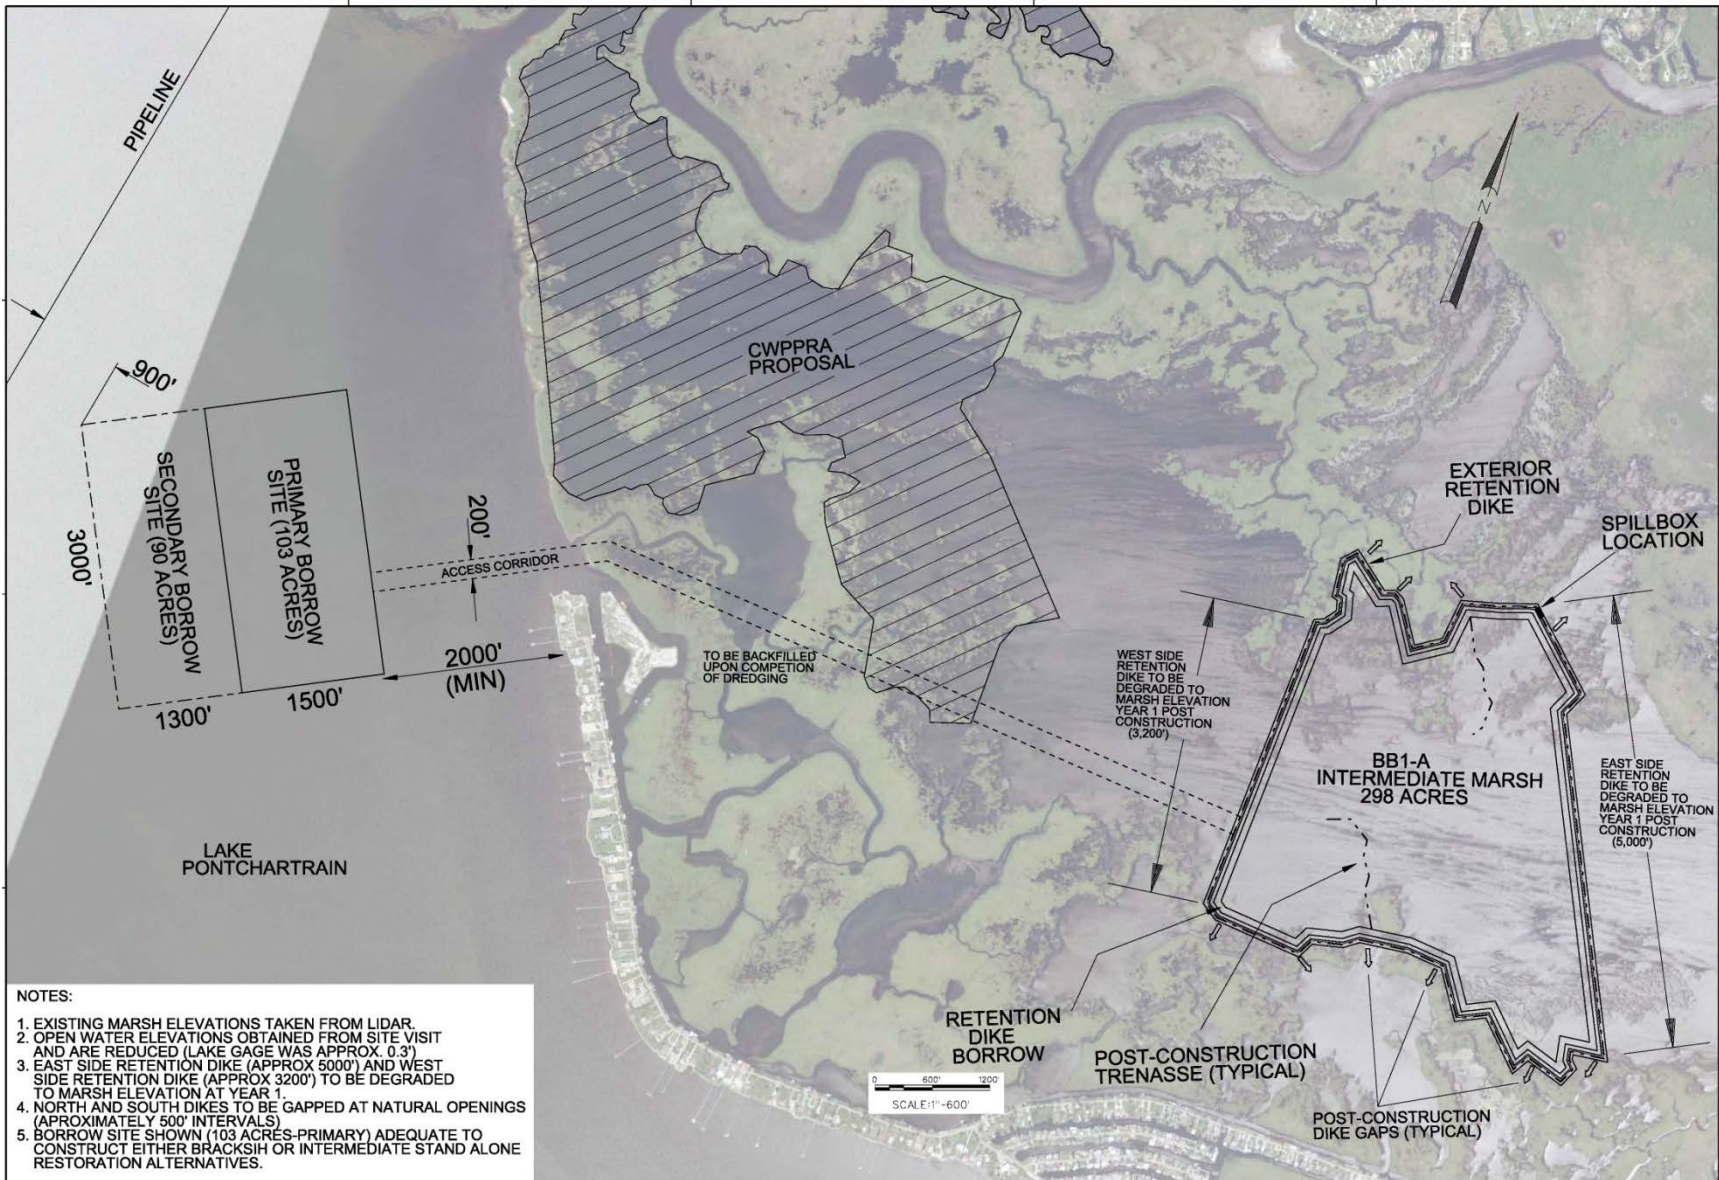 PIPELINE
900'
3000'
SECONDARY BORROW
SITE (90 ACRES)
PRIMARY BORROW
SITE (103 ACRES)
1300'
1500'
200'
ACCESS CORRIDOR
2000'
(MIN)
LAKE
PONTCHARTRAIN
CWPPRA
PROPOSAL
TO BE BACKFILLED
UPON COMPETION
OF DREDGING
N
EXTERIOR
RETENTION
DIKE
SPILLBOX
LOCATION
WEST SIDE
RETENTION
DIKE TO BE
DEGRADED TO
MARSH ELEVATION
YEAR 1 POST
CONSTRUCTION
(3,200')
BB1-A
INTERMEDIATE MARSH
298 ACRES
EAST SIDE
RETENTION
DIKE TO BE
DEGRADED TO
MARSH ELEVATION
YEAR 1 POST
CONSTRUCTION
(5,000')
RETENTION
DIKE
BORROW
POST-CONSTRUCTION
TRENASSE (TYPICAL)
POST-CONSTRUCTION
DIKE GAPS (TYPICAL)
0 600' 1200'
SCALE:1"-600'
NOTES:
1. EXISTING MARSH ELEVATIONS TAKEN FROM LIDAR.
2. OPEN WATER ELEVATIONS OBTAINED FROM SITE VISIT
AND ARE REDUCED (LAKE GAGE WAS APPROX. 0.3')
3. EAST SIDE RETENTION DIKE (APPROX 5000') AND WEST
SIDE RETENTION DIKE (APPROX 3200') TO BE DEGRADED
TO MARSH ELEVATION AT YEAR 1.
4. NORTH AND SOUTH DIKES TO BE GAPPED AT NATURAL OPENINGS
(APROXIMATELY 500' INTERVALS)
5. BORROW SITE SHOWN (103 ACRES-PRIMARY) ADEQUATE TO
CONSTRUCT EITHER BRACKSIH OR INTERMEDIATE STAND ALONE
RESTORATION ALTERNATIVES.